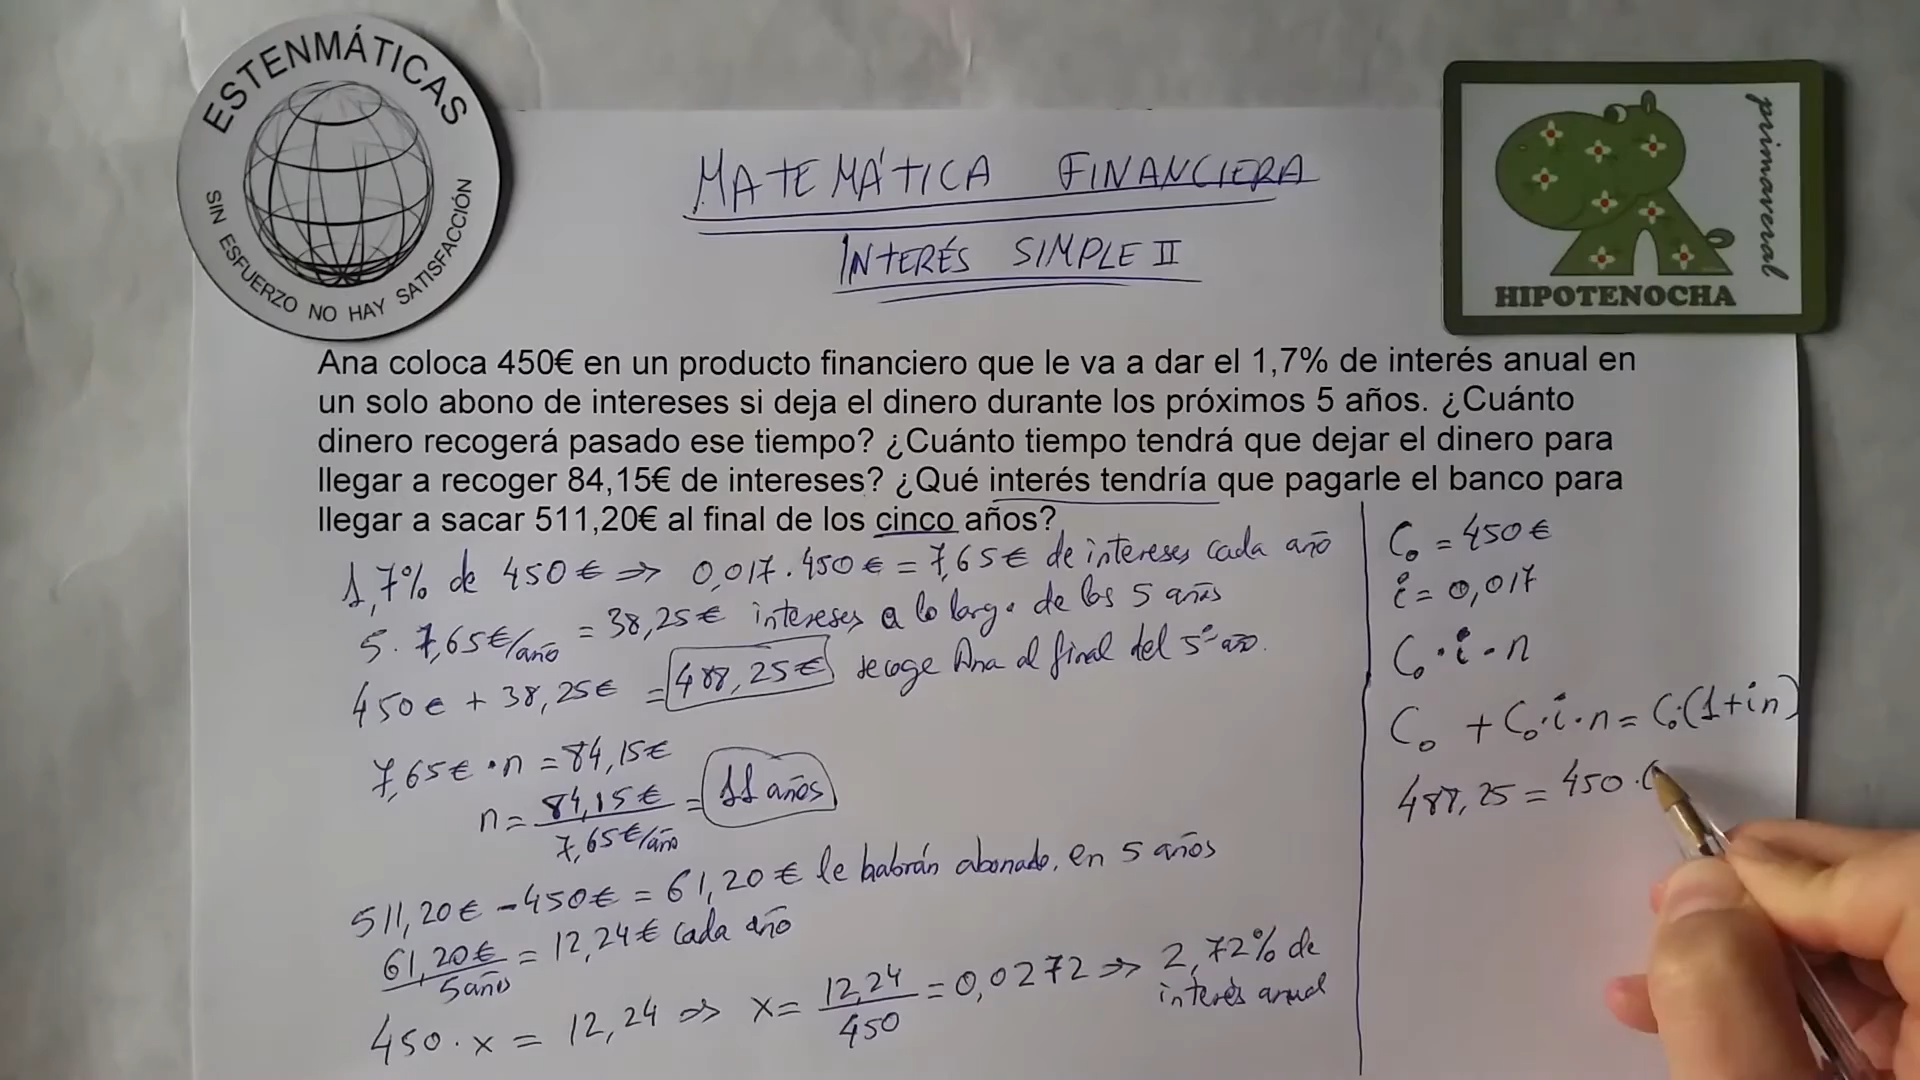 ESTENMÁTICAS
SIN ESFUERZO NO HAY SATISFACCIÓN
primaveral
HIPOTENOCHA
MATEMÁTICA FINANCIERA
INTERÉS SIMPLE II
Ana coloca 450€ en un producto financiero que le va a dar el 1,7% de interés anual en
un solo abono de intereses si deja el dinero durante los próximos 5 años. ¿Cuánto
dinero recogerá pasado ese tiempo? ¿Cuánto tiempo tendrá que dejar el dinero para
llegar a recoger 84,15€ de intereses? ¿Qué interés tendría que pagarle el banco para
llegar a sacar 511,20€ al final de los cinco años?
1,7% de 450€ ⇒ 0,017·450€ = 7,65€ de intereses cada año
5·7,65€/año = 38,25€ intereses a lo largo de los 5 años
450€ + 38,25€ = 488,25€ recoge Ana al final del 5º año.
7,65€·n = 84,15€
n = 84,15€ / 7,65€/año = 11 años
511,20€ - 450€ = 61,20€ le habrán abonado, en 5 años
61,20€ / 5 años = 12,24€ cada año
450·x = 12,24 ⇒ x = 12,24 / 450 = 0,0272 ⇒ 2,72% de
interés anual
C₀ = 450€
i = 0,017
C₀·i·n
C₀ + C₀·i·n = C₀·(1+in)
488,25 = 450·(